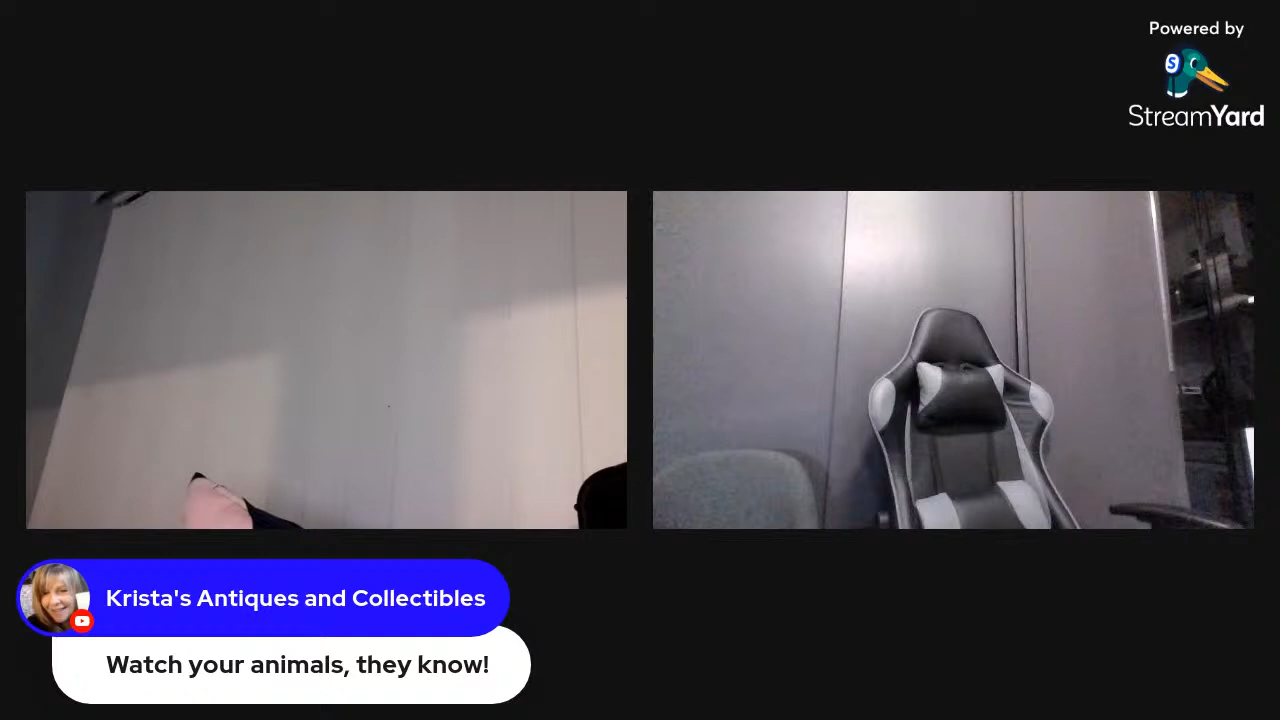 Powered by
S
StreamYard
Krista's Antiques and Collectibles
Watch your animals, they know!